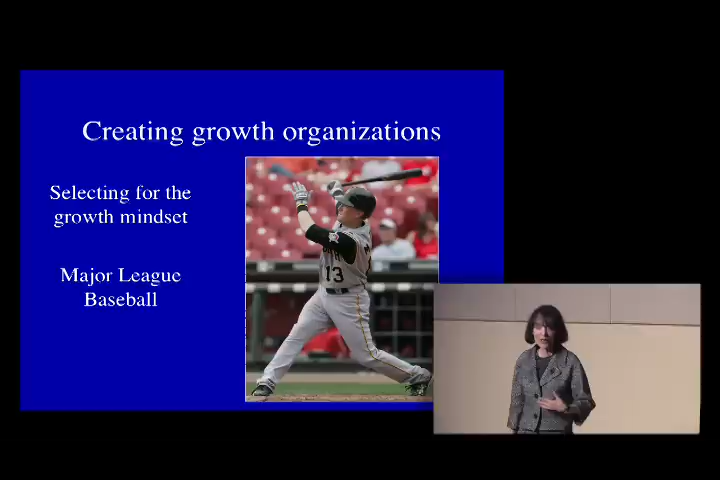 Creating growth organizations
Selecting for the
growth mindset
Major League
Baseball
13